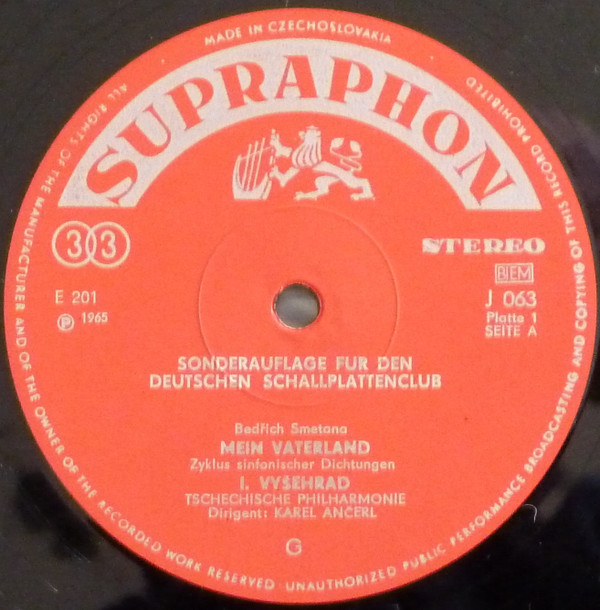 MADE IN CZECHOSLOVAKIA
ALL RIGHTS OF THE MANUFACTURER AND OF THE OWNER OF THE RECORDED WORK RESERVED · UNAUTHORIZED PUBLIC PERFORMANCE BROADCASTING AND COPYING OF THIS RECORD PROHIBITED
SUPRAPHON
33
STEREO
BIEM
E 201
J 063
℗ 1965
Platte 1
SEITE A
SONDERAUFLAGE FUR DEN
DEUTSCHEN SCHALLPLATTENCLUB
Bedřich Smetana
MEIN VATERLAND
Zyklus sinfonischer Dichtungen
I. VYŠEHRAD
TSCHECHISCHE PHILHARMONIE
Dirigent: KAREL ANČERL
G